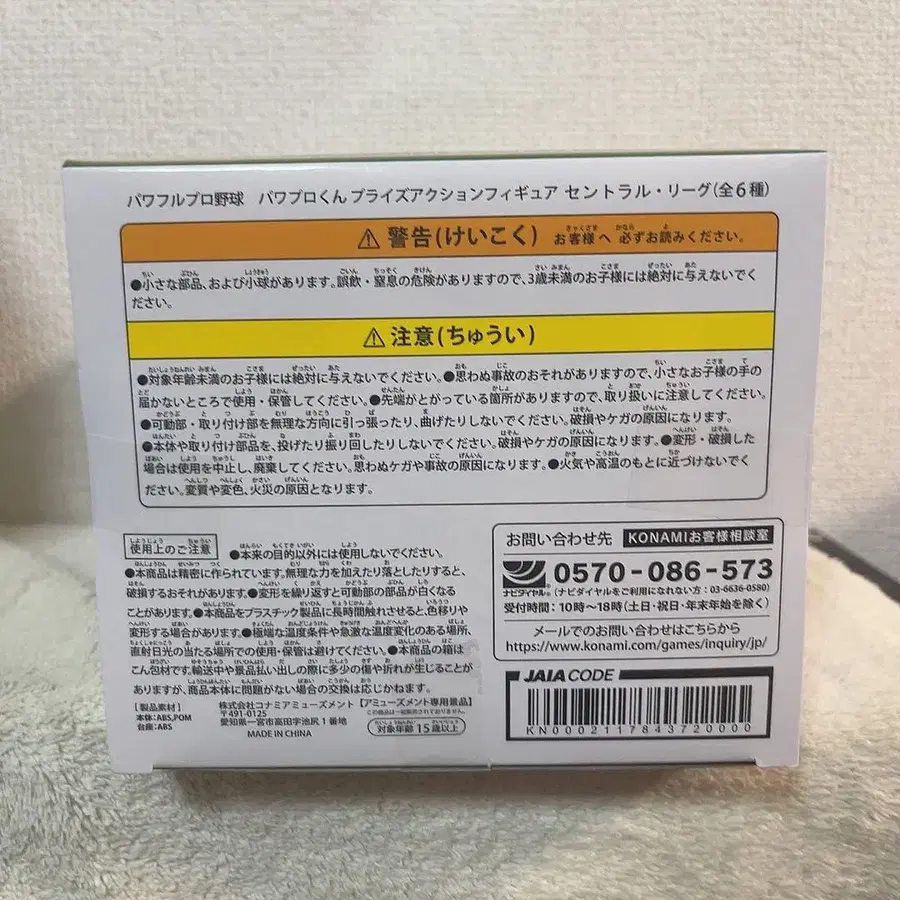 パワフルプロ野球 パワプロくん プライズアクションフィギュア セントラル・リーグ(全6種)
⚠ 警告(けいこく) お客様へ 必ずお読みください。
●小さな部品、および小球があります。誤飲・窒息の危険がありますので、3歳未満のお子様には絶対に与えないでく
ださい。
⚠ 注意(ちゅうい)
●対象年齢未満のお子様には絶対に与えないでください。●思わぬ事故のおそれがありますので、小さなお子様の手の
届かないところで使用・保管してください。●先端がとがっている箇所がありますので、取り扱いに注意してください。
●可動部・取り付け部を無理な方向に引っ張ったり、曲げたりしないでください。破損やケガの原因になります。
●本体や取り付け部品を、投げたり振り回したりしないでください。破損やケガの原因になります。●変形・破損した
場合は使用を中止し、廃棄してください。思わぬケガや事故の原因になります。●火気や高温のもとに近づけないでく
ださい。変質や変色、火災の原因となります。
使用上のご注意 ●本来の目的以外には使用しないでください。
●本商品は精密に作られています。無理な力を加えたり落としたりすると、
破損するおそれがあります。●変形を繰り返すと可動部の部品が白くなる
ことがあります。●本商品をプラスチック製品に長時間触れさせると、色移りや
変形する場合があります。●極端な温度条件や急激な温度変化のある場所、
直射日光の当たる場所での使用・保管は避けてください。●本商品の箱は
こん包材です。輸送中や景品払い出しの際に多少の傷や折れが生じることが
ありますが、商品本体に問題がない場合の交換は応じかねます。
【製品素材】
本体:ABS,POM
台座:ABS
株式会社コナミアミューズメント
〒491-0125
愛知県一宮市高田字池尻1番地
MADE IN CHINA
【アミューズメント専用景品】
この商品は一般販売されておりません。
対象年齢 15歳以上
お問い合わせ先 KONAMIお客様相談室
ナビダイヤル® 0570-086-573
(ナビダイヤルをご利用になれない方:03-6636-0580)
受付時間:10時〜18時(土日・祝日・年末年始を除く)
メールでのお問い合わせはこちらから
https://www.konami.com/games/inquiry/jp/
JAIA CODE
KN00021178437200​00